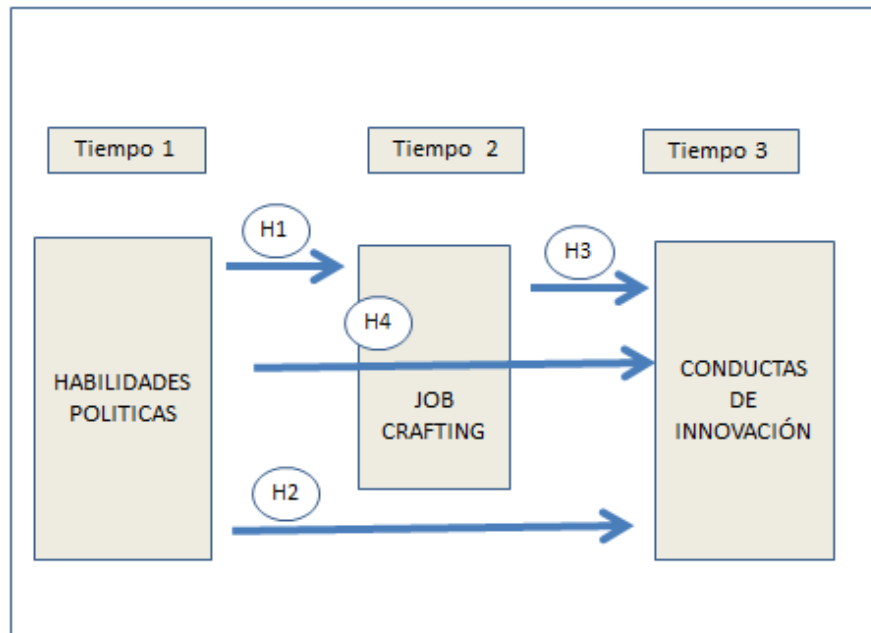 Tiempo 1
Tiempo 2
Tiempo 3
H1
H3
H4
HABILIDADES
POLITICAS
JOB
CRAFTING
CONDUCTAS
DE
INNOVACIÓN
H2